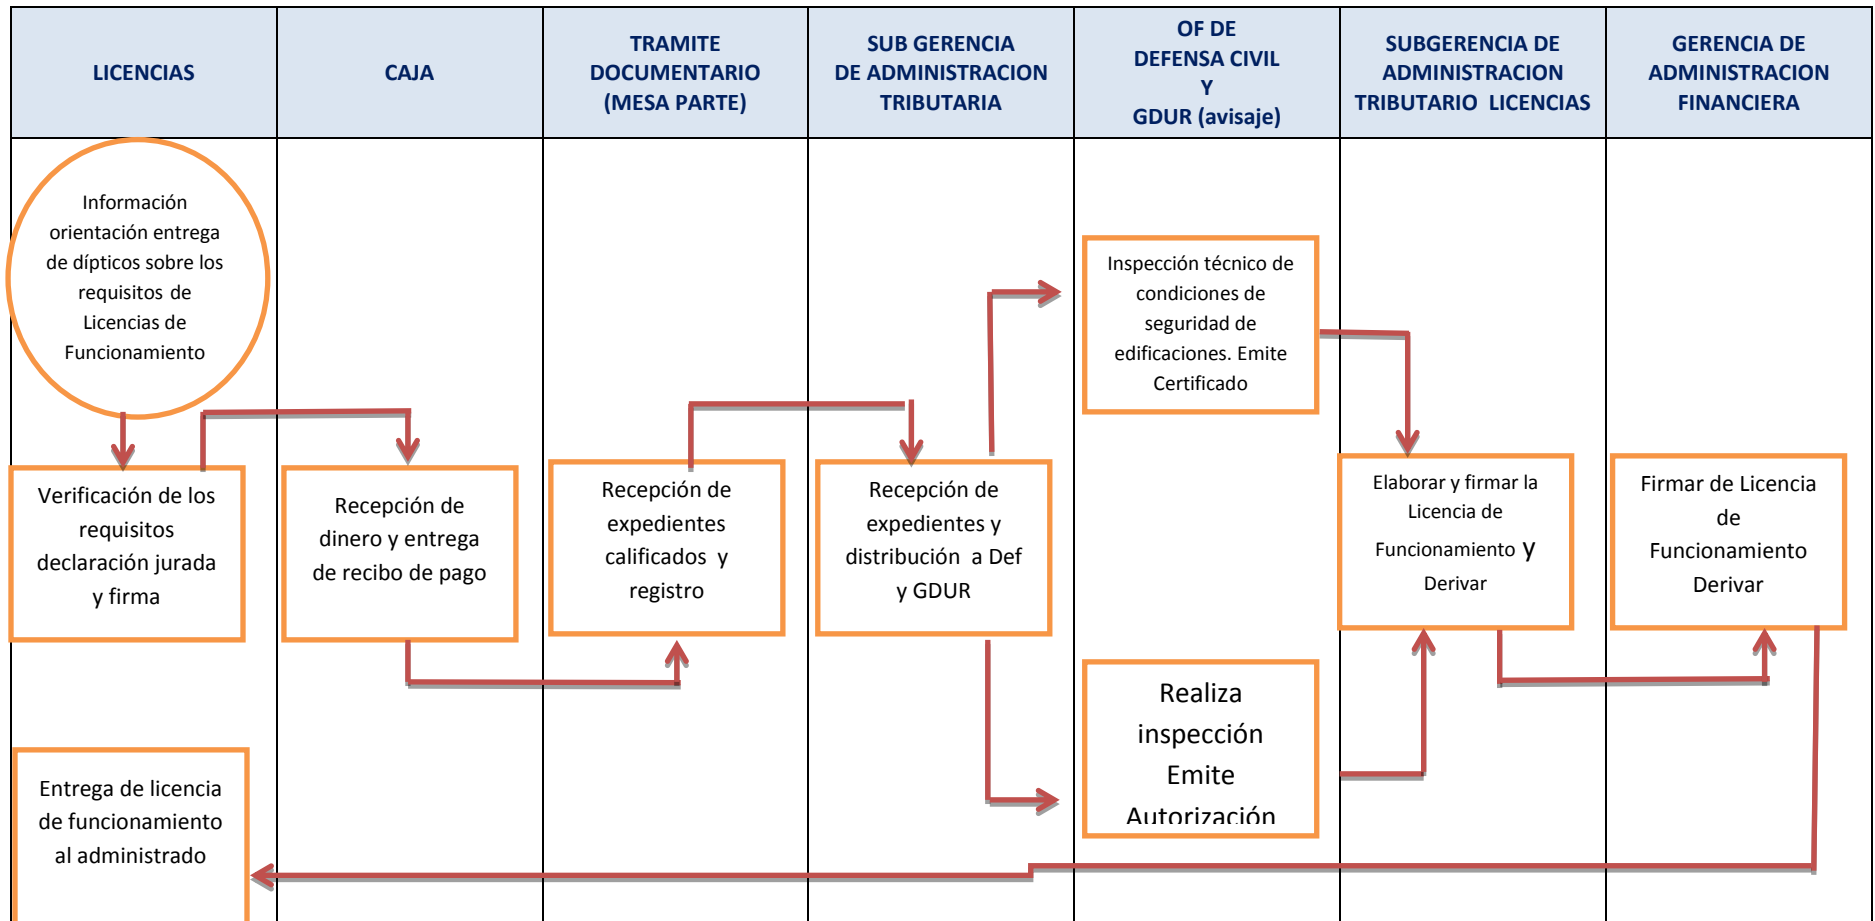 LICENCIAS
CAJA
TRAMITE
DOCUMENTARIO
(MESA PARTE)
SUB GERENCIA
DE ADMINISTRACION
TRIBUTARIA
OF DE
DEFENSA CIVIL
Y
GDUR (avisaje)
SUBGERENCIA DE
ADMINISTRACION
TRIBUTARIO LICENCIAS
GERENCIA DE
ADMINISTRACION
FINANCIERA
Información
orientación entrega
de dípticos sobre los
requisitos de
Licencias de
Funcionamiento
Verificación de los
requisitos
declaración jurada
y firma
Recepción de
dinero y entrega
de recibo de pago
Recepción de
expedientes
calificados y
registro
Recepción de
expedientes y
distribución a Def
y GDUR
Inspección técnico de
condiciones de
seguridad de
edificaciones. Emite
Certificado
Realiza
inspección
Emite
Autorización
Elaborar y firmar la
Licencia de
Funcionamiento y
Derivar
Firmar de Licencia
de
Funcionamiento
Derivar
Entrega de licencia
de funcionamiento
al administrado